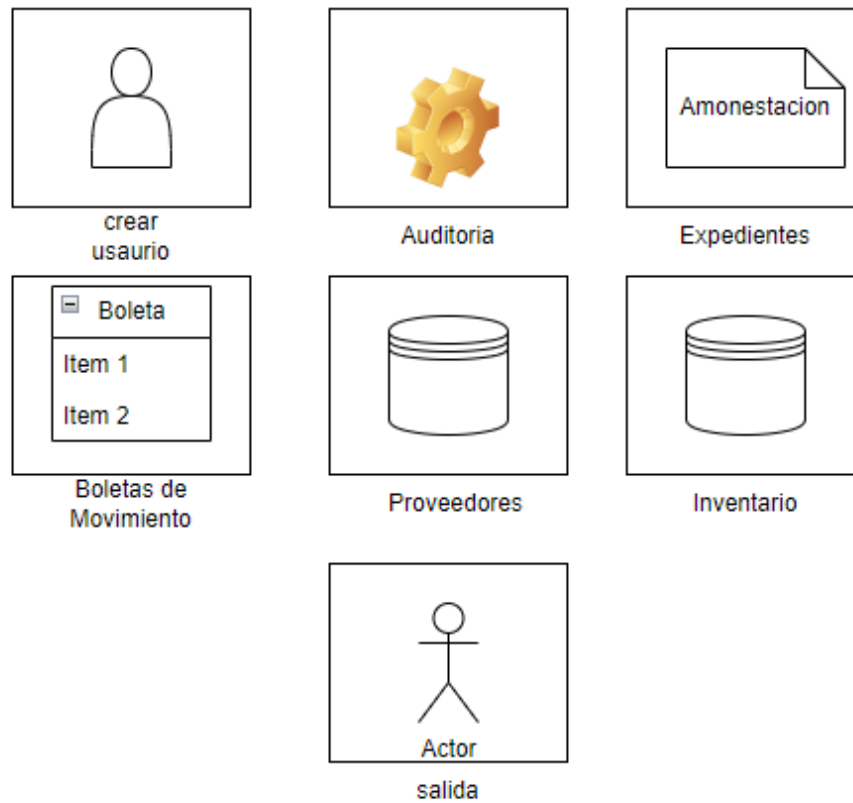 crear
usaurio
Auditoria
Amonestacion
Expedientes
Boleta
Item 1
Item 2
Boletas de
Movimiento
Proveedores
Inventario
Actor
salida